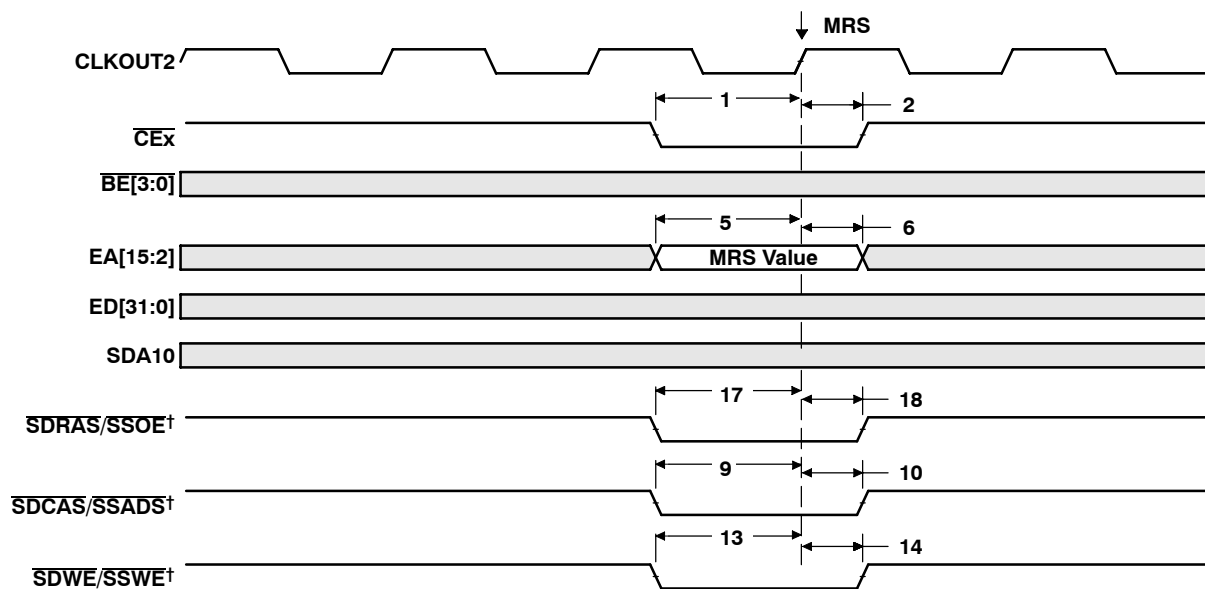 MRS
CLKOUT2
1
2
CEx
BE[3:0]
5
6
EA[15:2]
MRS Value
ED[31:0]
SDA10
17
18
SDRAS/SSOE†
9
10
SDCAS/SSADS†
13
14
SDWE/SSWE†